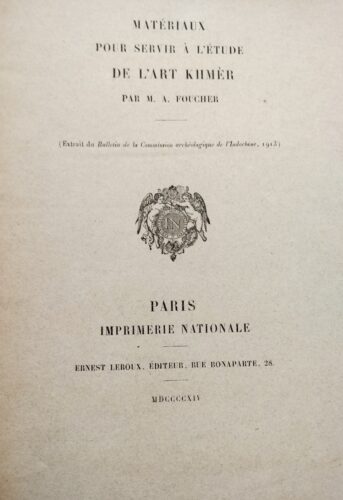 MATÉRIAUX
POUR SERVIR À L'ÉTUDE
DE L'ART KHMÈR
PAR M. A. FOUCHER
(Extrait du Bulletin de la Commission archéologique de l'Indochine, 1913)
IN
PARIS
IMPRIMERIE NATIONALE
ERNEST LEROUX, ÉDITEUR, RUE BONAPARTE, 28
MDCCCCXIV